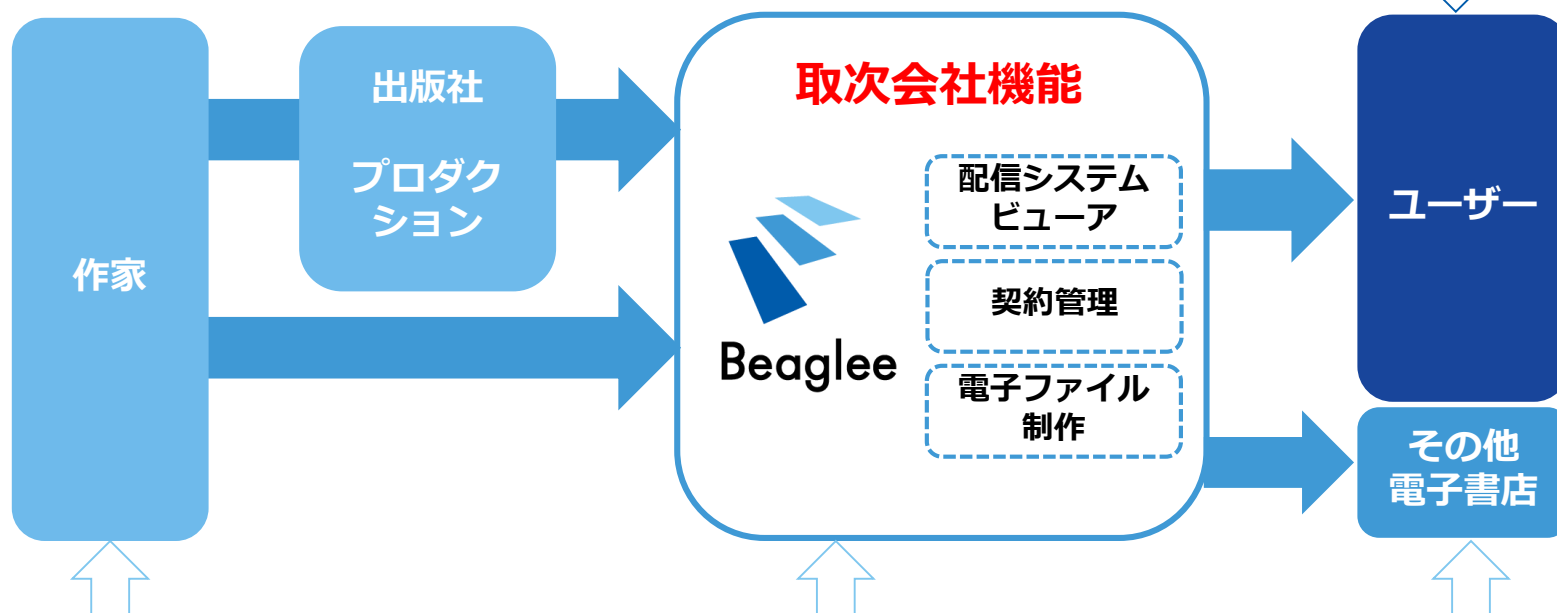 作家
出版社
プロダク
ション
取次会社機能
Beaglee
配信システム
ビューア
契約管理
電子ファイル
制作
ユーザー
その他
電子書店